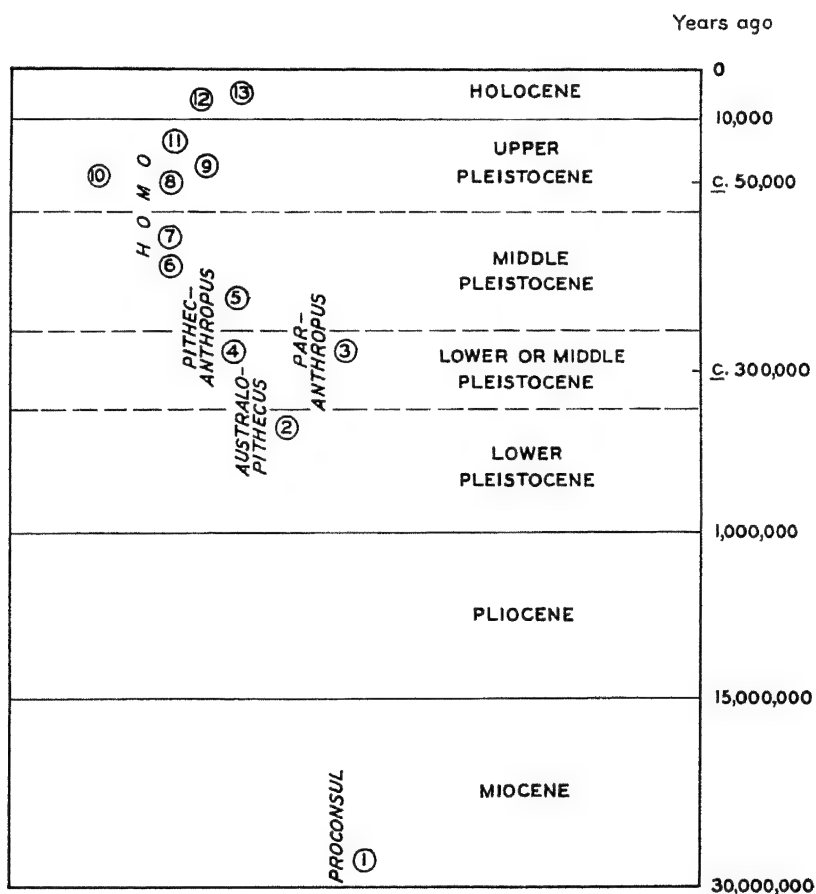 Years ago
0
HOLOCENE
⑫ ⑬
10,000
⑪
UPPER
PLEISTOCENE
⑩ ⑧ ⑨
c. 50,000
HOMO
⑦
⑥
MIDDLE
PLEISTOCENE
⑤
PITHEC-
ANTHROPUS
④
PAR-
ANTHROPUS
③
LOWER OR MIDDLE
PLEISTOCENE
c. 300,000
AUSTRALO-
PITHECUS
②
LOWER
PLEISTOCENE
1,000,000
PLIOCENE
15,000,000
MIOCENE
PROCONSUL
①
30,000,000